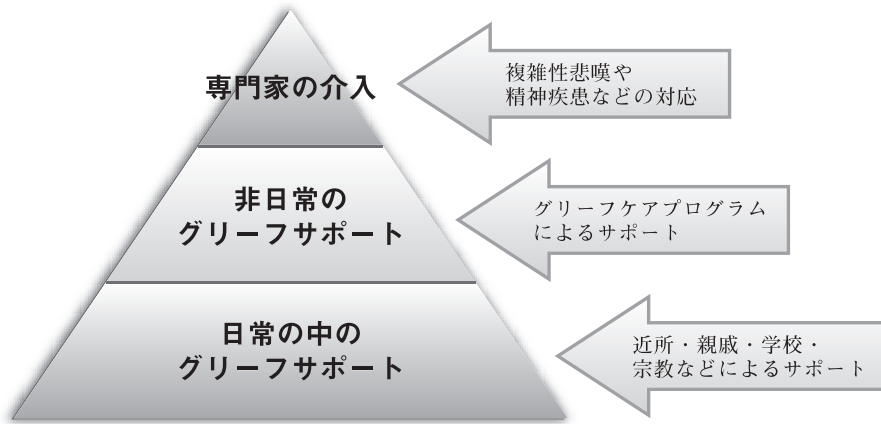 専門家の介入
複雑性悲嘆や
精神疾患などの対応
非日常の
グリーフサポート
グリーフケアプログラム
によるサポート
日常の中の
グリーフサポート
近所・親戚・学校・
宗教などによるサポート